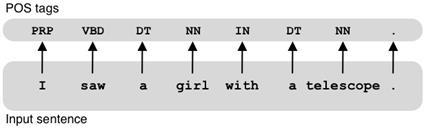 POS tags
PRP VBD DT NN IN DT NN .
I saw a girl with a telescope .
Input sentence